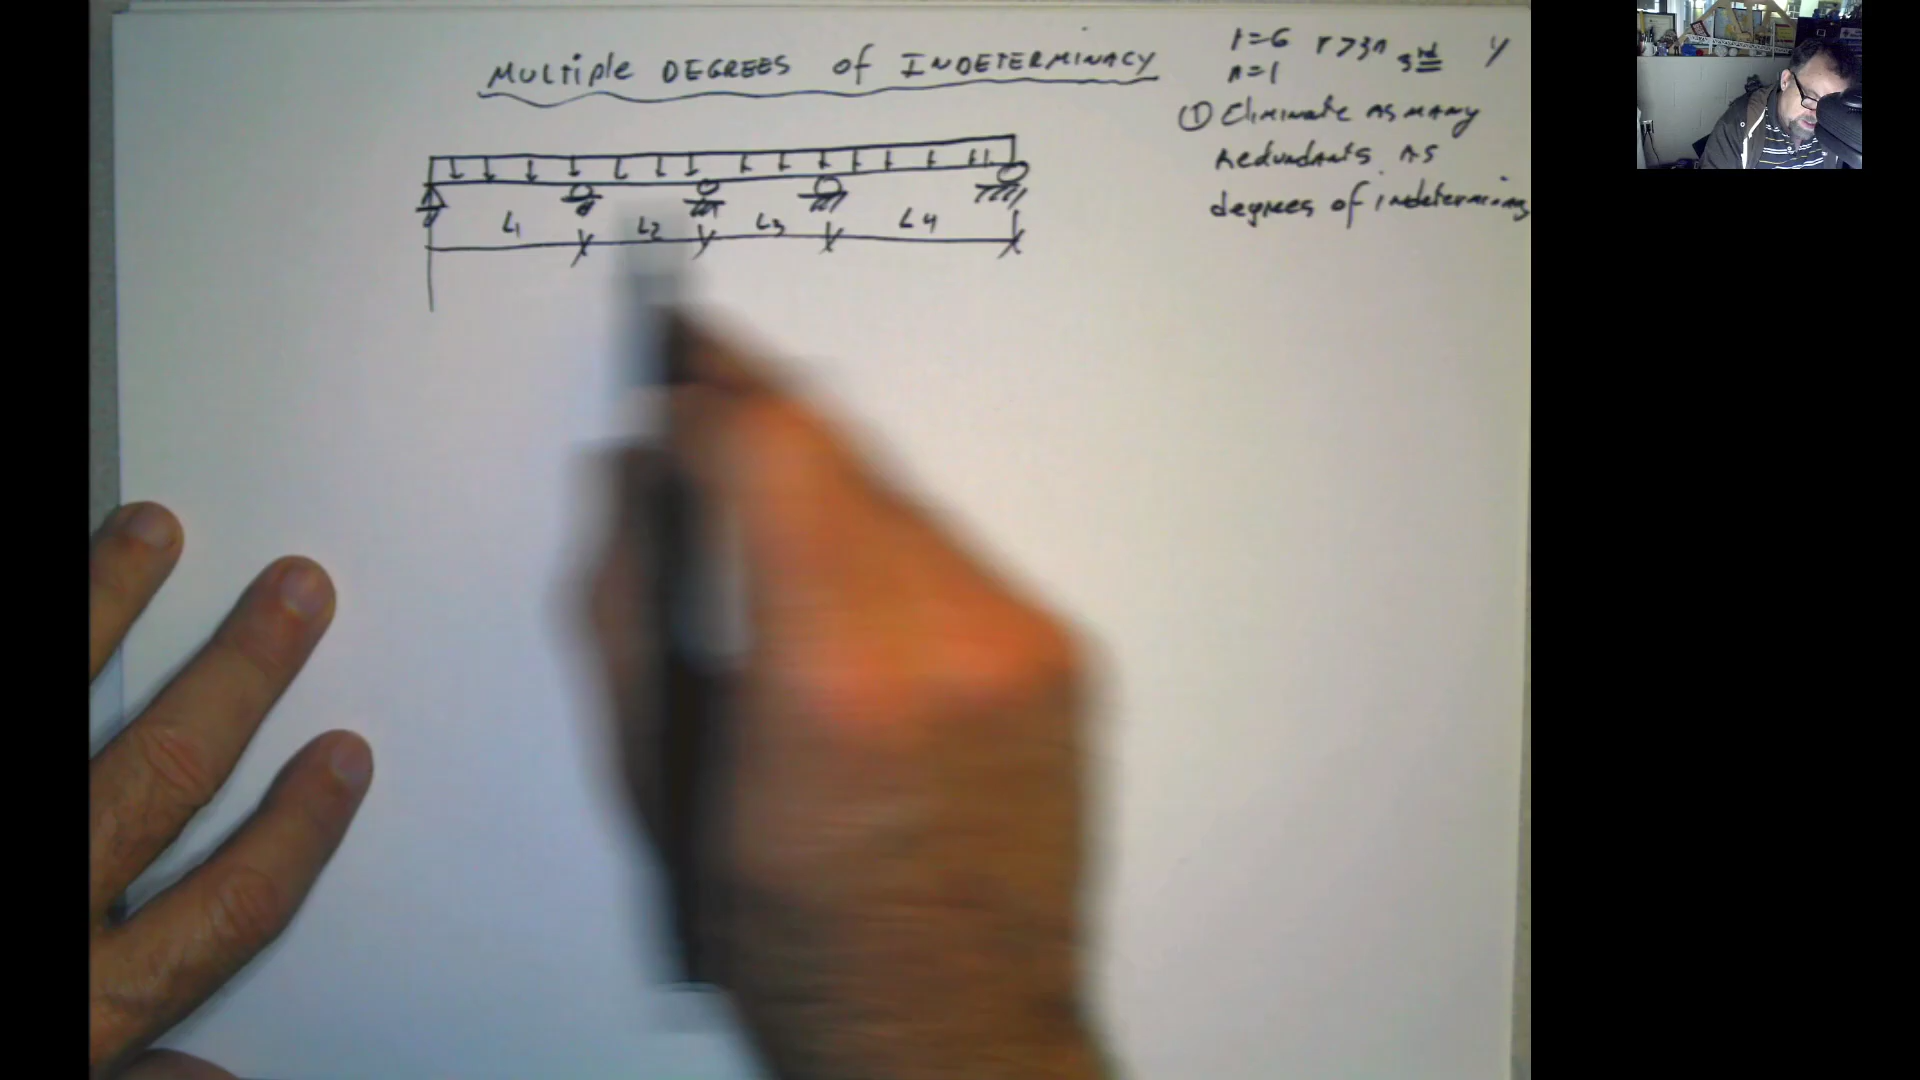 MULTiple DEGREES of INDETERMINACY
r=6 r>3n 3rd y
n=1
① Eliminate AS MANY
Redundants AS
degrees of indeterminacy
L1 L2 L3 L4